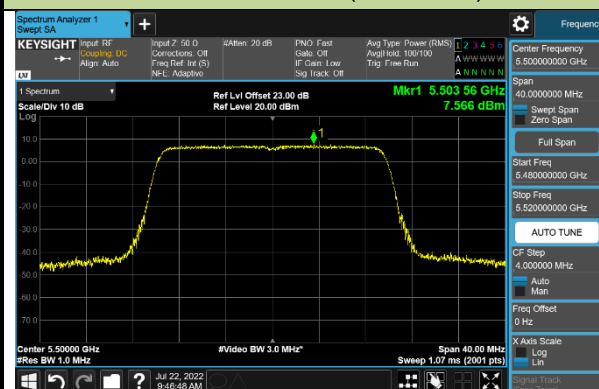 Spectrum Analyzer 1
Swept SA
Frequency
KEYSIGHT
Input: RF
Coupling: DC
Align: Auto
Input Z: 50 Ω
Corrections: Off
Freq Ref: Int (S)
NFE: Adaptive
#Atten: 20 dB
PNO: Fast
Gate: Off
IF Gain: Low
Sig Track: Off
Avg Type: Power (RMS)
Avg|Hold: 100/100
Trig: Free Run
1 2 3 4 5 6
A W W W W W
A N N N N N
LXI
1 Spectrum
Scale/Div 10 dB
Log
Ref Lvl Offset 23.00 dB
Ref Level 20.00 dBm
Mkr1 5.503 56 GHz
7.566 dBm
1
10.0
0.00
-10.0
-20.0
-30.0
-40.0
-50.0
-60.0
-70.0
Center 5.50000 GHz
#Res BW 1.0 MHz
#Video BW 3.0 MHz*
Span 40.00 MHz
Sweep 1.07 ms (2001 pts)
Jul 22, 2022
9:46:48 AM
Center Frequency
5.500000000 GHz
Span
40.0000000 MHz
Swept Span
Zero Span
Full Span
Start Freq
5.480000000 GHz
Stop Freq
5.520000000 GHz
AUTO TUNE
CF Step
4.000000 MHz
Auto
Man
Freq Offset
0 Hz
X Axis Scale
Log
Lin
Signal Track